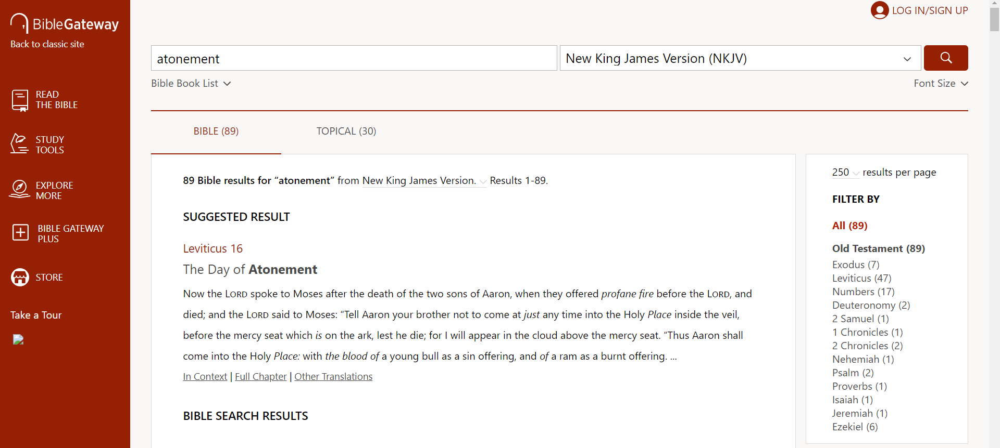 BibleGateway
Back to classic site
READ
THE BIBLE
STUDY
TOOLS
EXPLORE
MORE
BIBLE GATEWAY
PLUS
STORE
Take a Tour
LOG IN/SIGN UP
atonement
New King James Version (NKJV)
Bible Book List
Font Size
BIBLE (89)
TOPICAL (30)
89 Bible results for “atonement” from New King James Version. Results 1-89.
SUGGESTED RESULT
Leviticus 16
The Day of Atonement
Now the LORD spoke to Moses after the death of the two sons of Aaron, when they offered profane fire before the LORD, and
died; and the LORD said to Moses: “Tell Aaron your brother not to come at just any time into the Holy Place inside the veil,
before the mercy seat which is on the ark, lest he die; for I will appear in the cloud above the mercy seat. “Thus Aaron shall
come into the Holy Place: with the blood of a young bull as a sin offering, and of a ram as a burnt offering. ...
In Context | Full Chapter | Other Translations
BIBLE SEARCH RESULTS
250 results per page
FILTER BY
All (89)
Old Testament (89)
Exodus (7)
Leviticus (47)
Numbers (17)
Deuteronomy (2)
2 Samuel (1)
1 Chronicles (1)
2 Chronicles (2)
Nehemiah (1)
Psalm (2)
Proverbs (1)
Isaiah (1)
Jeremiah (1)
Ezekiel (6)